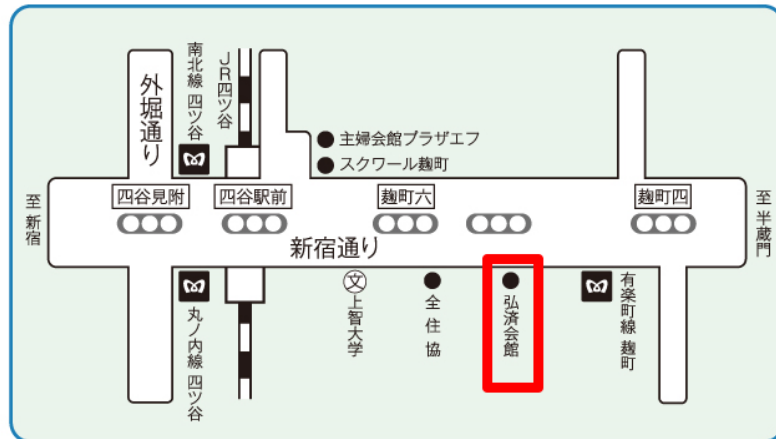 外堀通り
南北線 四ツ谷
JR四ツ谷
主婦会館プラザエフ
スクワール麹町
至 新宿
四谷見附
四谷駅前
麹町六
麹町四
至 半蔵門
新宿通り
丸ノ内線 四ツ谷
文
上智大学
全住協
弘済会館
有楽町線 麹町